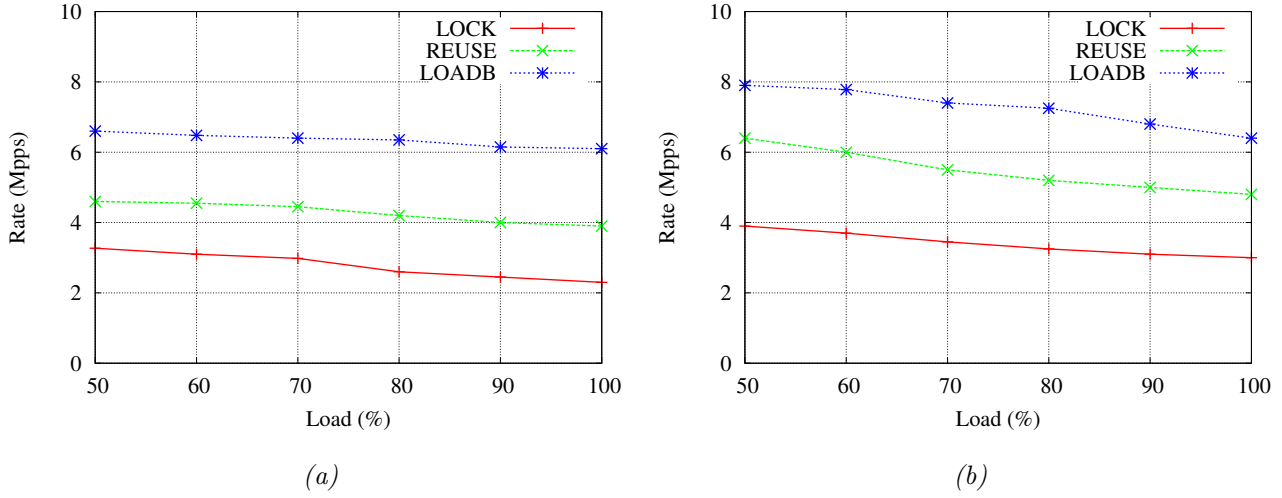 10
8
6
4
2
0
50 60 70 80 90 100
Rate (Mpps)
Load (%)
LOCK
REUSE
LOADB
(a)
10
8
6
4
2
0
50 60 70 80 90 100
Rate (Mpps)
Load (%)
LOCK
REUSE
LOADB
(b)